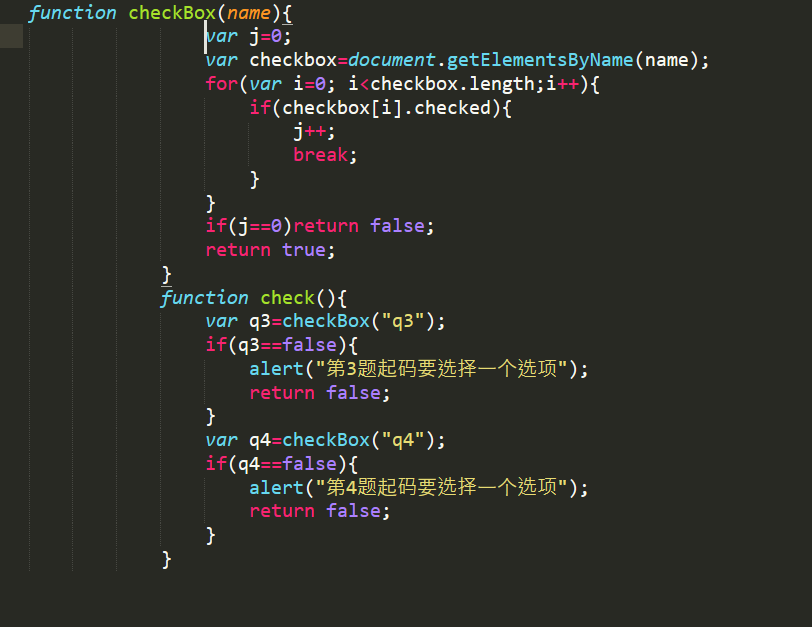 function checkBox(name){
var j=0;
var checkbox=document.getElementsByName(name);
for(var i=0; i<checkbox.length;i++){
if(checkbox[i].checked){
j++;
break;
}
}
if(j==0)return false;
return true;
}
function check(){
var q3=checkBox("q3");
if(q3==false){
alert("第3题起码要选择一个选项");
return false;
}
var q4=checkBox("q4");
if(q4==false){
alert("第4题起码要选择一个选项");
return false;
}
}